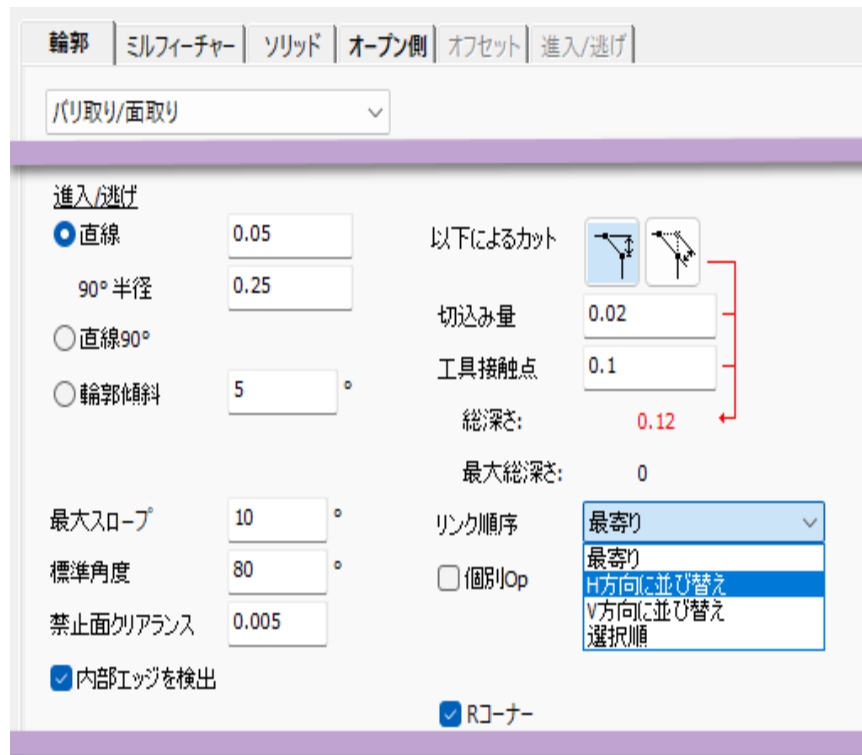 輪郭 ミルフィーチャー ソリッド オープン側 オフセット 進入/逃げ
バリ取り/面取り
進入/逃げ
直線 0.05
90° 半径 0.25
直線90°
輪郭傾斜 5 °
以下によるカット
切込み量 0.02
工具接触点 0.1
総深さ: 0.12
最大総深さ: 0
最大スロープ 10 °
標準角度 80 °
禁止面クリアランス 0.005
内部エッジを検出
リンク順序 最寄り
最寄り
H方向に並び替え
V方向に並び替え
選択順
個別Op
Rコーナー